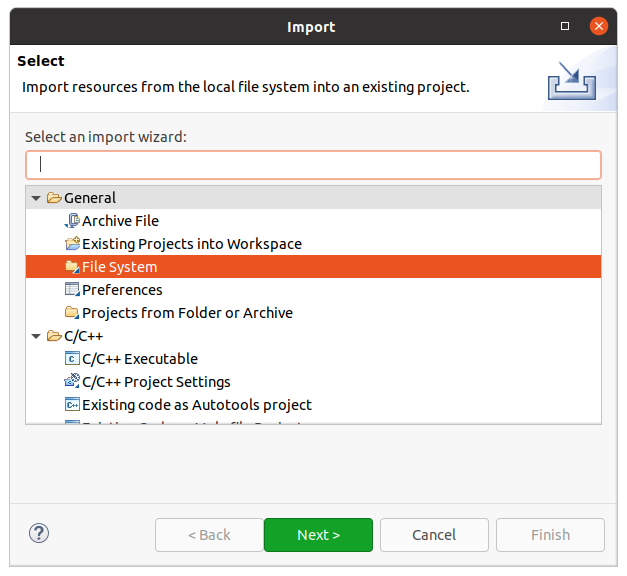 Import
Select
Import resources from the local file system into an existing project.
Select an import wizard:
General
Archive File
Existing Projects into Workspace
File System
Preferences
Projects from Folder or Archive
C/C++
C/C++ Executable
C/C++ Project Settings
Existing code as Autotools project
? < Back Next > Cancel Finish